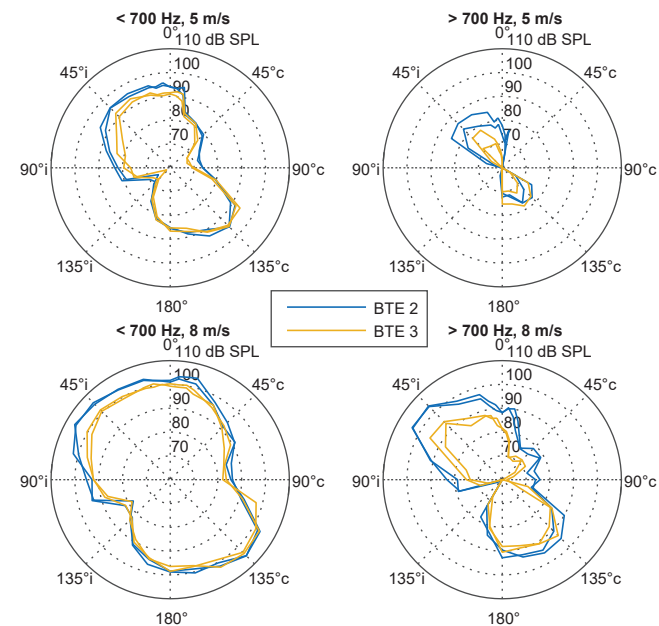 < 700 Hz, 5 m/s
0° 110 dB SPL
100
90
80
70
45°i
45°c
90°i
90°c
135°i
135°c
180°
> 700 Hz, 5 m/s
0° 110 dB SPL
100
90
80
70
45°i
45°c
90°i
90°c
135°i
135°c
180°
BTE 2
BTE 3
< 700 Hz, 8 m/s
0° 110 dB SPL
100
90
80
70
45°i
45°c
90°i
90°c
135°i
135°c
180°
> 700 Hz, 8 m/s
0° 110 dB SPL
100
90
80
70
45°i
45°c
90°i
90°c
135°i
135°c
180°